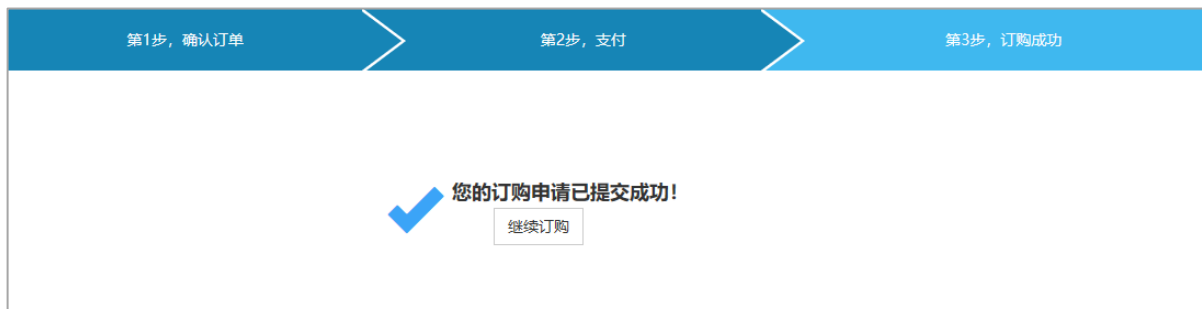 第1步，确认订单
第2步，支付
第3步，订购成功
您的订购申请已提交成功！
继续订购